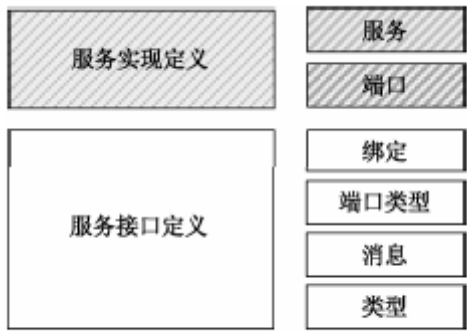 服务实现定义
服务
端口
服务接口定义
绑定
端口类型
消息
类型